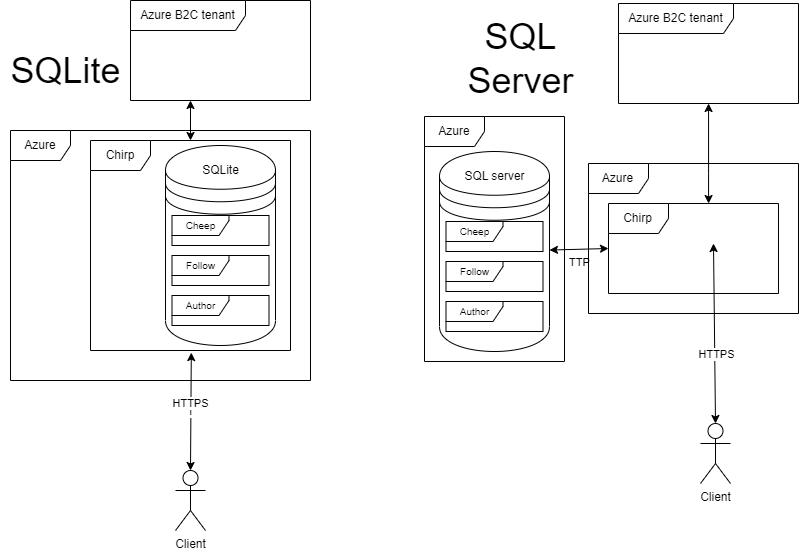 SQLite
Azure B2C tenant
Azure
Chirp
SQLite
Cheep
Follow
Author
HTTPS
Client
SQL
Server
Azure B2C tenant
Azure
SQL server
Cheep
Follow
Author
TTP
Azure
Chirp
HTTPS
Client